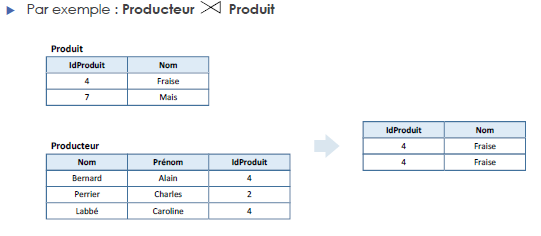 Par exemple : Producteur ⋊ Produit
Produit
IdProduit Nom
4 Fraise
7 Mais
Producteur
Nom Prénom IdProduit
Bernard Alain 4
Perrier Charles 2
Labbé Caroline 4
IdProduit Nom
4 Fraise
4 Fraise